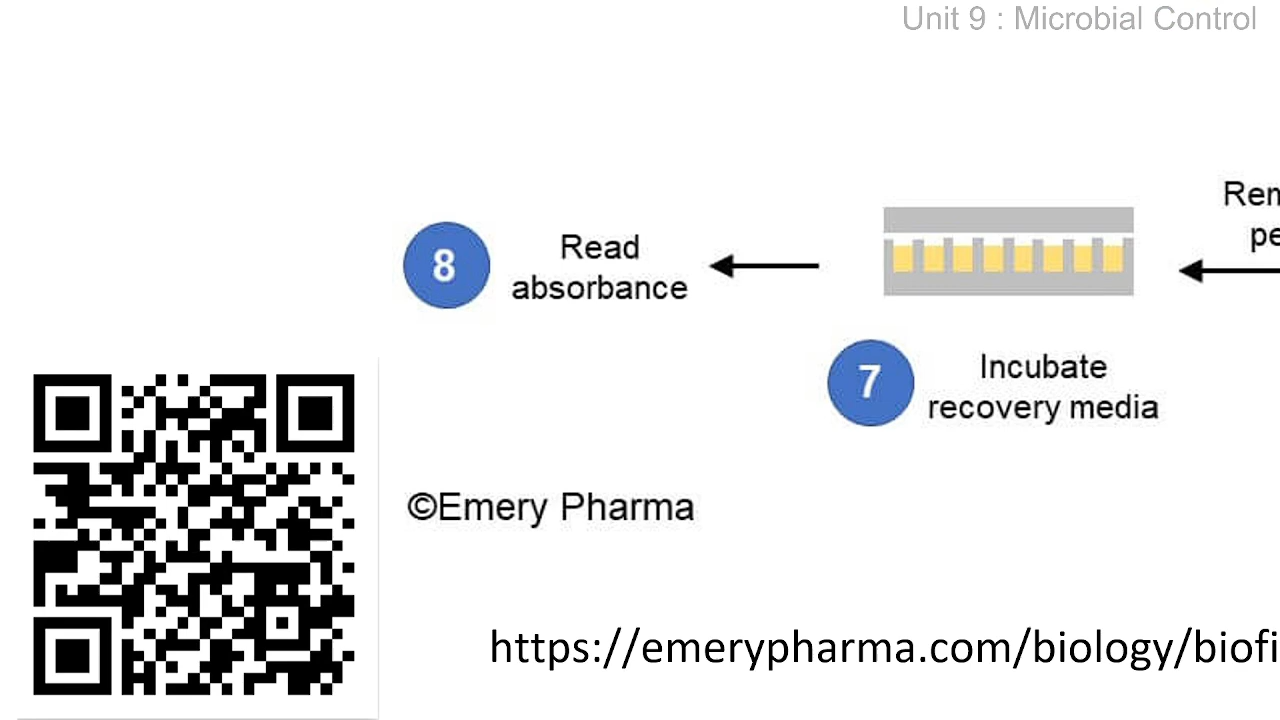 Unit 9 : Microbial Control
8
Read
absorbance
7
Incubate
recovery media
©Emery Pharma
https://emerypharma.com/biology/biofi